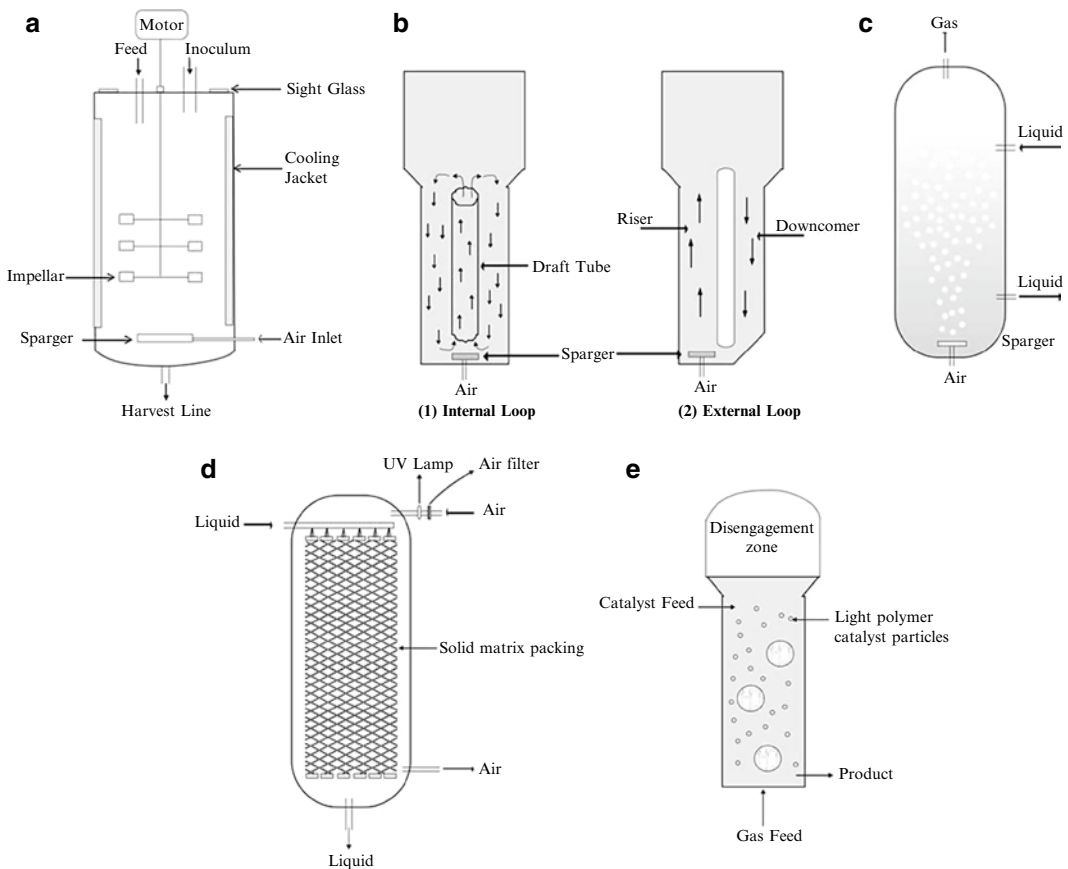 a
Motor
Feed
Inoculum
Sight Glass
Cooling
Jacket
Impellar
Sparger
Air Inlet
Harvest Line
b
Riser
Downcomer
Draft Tube
Sparger
Air
Air
(1) Internal Loop
(2) External Loop
c
Gas
Liquid
Liquid
Sparger
Air
d
UV Lamp
Air filter
Liquid
Air
Solid matrix packing
Air
Liquid
e
Disengagement
zone
Catalyst Feed
Light polymer
catalyst particles
Product
Gas Feed